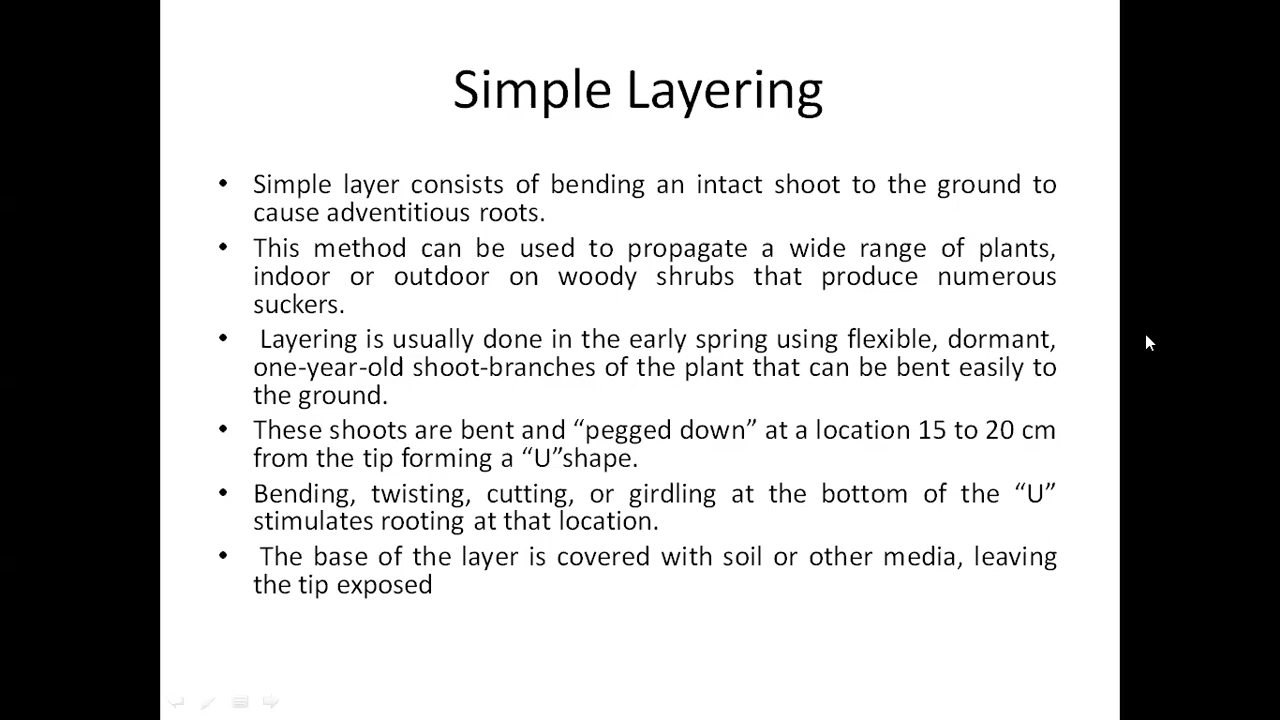 Simple Layering
• Simple layer consists of bending an intact shoot to the ground to
cause adventitious roots.
• This method can be used to propagate a wide range of plants,
indoor or outdoor on woody shrubs that produce numerous
suckers.
• Layering is usually done in the early spring using flexible, dormant,
one-year-old shoot-branches of the plant that can be bent easily to
the ground.
• These shoots are bent and “pegged down” at a location 15 to 20 cm
from the tip forming a “U”shape.
• Bending, twisting, cutting, or girdling at the bottom of the “U”
stimulates rooting at that location.
• The base of the layer is covered with soil or other media, leaving
the tip exposed